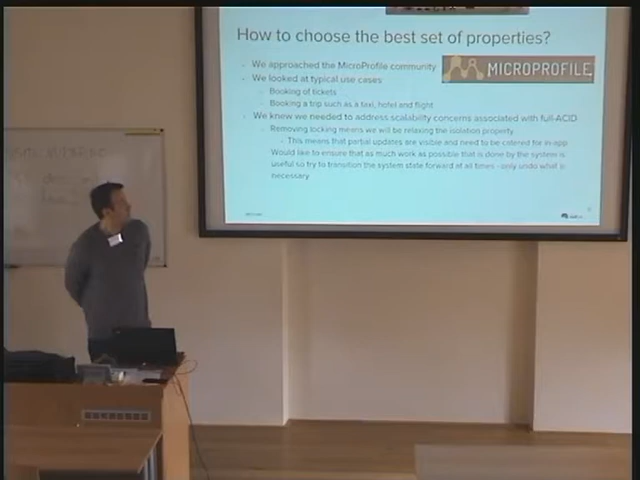 How to choose the best set of properties?
We approached the MicroProfile community
MICROPROFILE
We looked at typical use cases
Booking of tickets
Booking a trip such as a taxi, hotel and flight
We knew we needed to address scalability concerns associated with full-ACID
Removing locking means we will be relaxing the isolation property
This means that partial updates are visible and need to be catered for in-app
Would like to ensure that as much work as possible that is done by the system is
useful so try to transition the system state forward at all times - only undo what is
necessary